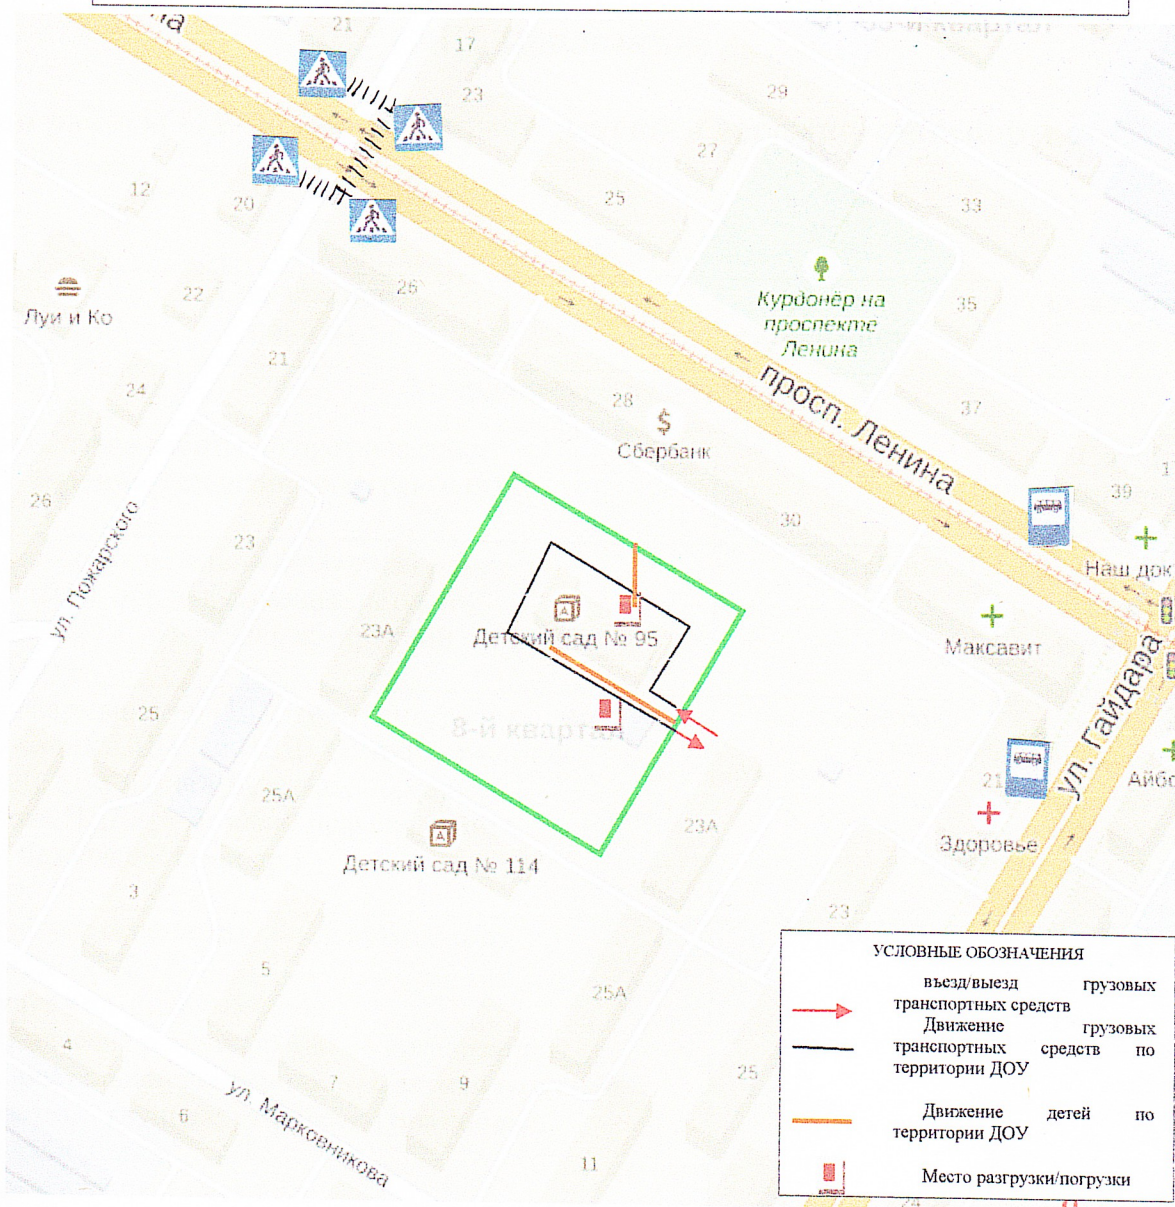 21
17
23
29
27
25
33
12
20
22
26
35
Луи и Ко
Курдонёр на
проспекте
Ленина
21
24
28
37
просп. Ленина
$
Сбербанк
26
23
30
39
ул. Пожарского
Наш док
23А
Детский сад № 95
Максавит
25
8-й кварта
ул. Гайдара
21
Айбо
25А
23А
Здоровье
Детский сад № 114
3
23
5
25А
4
7
9
25
6
ул. Марковникова
11
24
УСЛОВНЫЕ ОБОЗНАЧЕНИЯ
въезд/выезд грузовых
транспортных средств
Движение грузовых
транспортных средств по
территории ДОУ
Движение детей по
территории ДОУ
Место разгрузки/погрузки